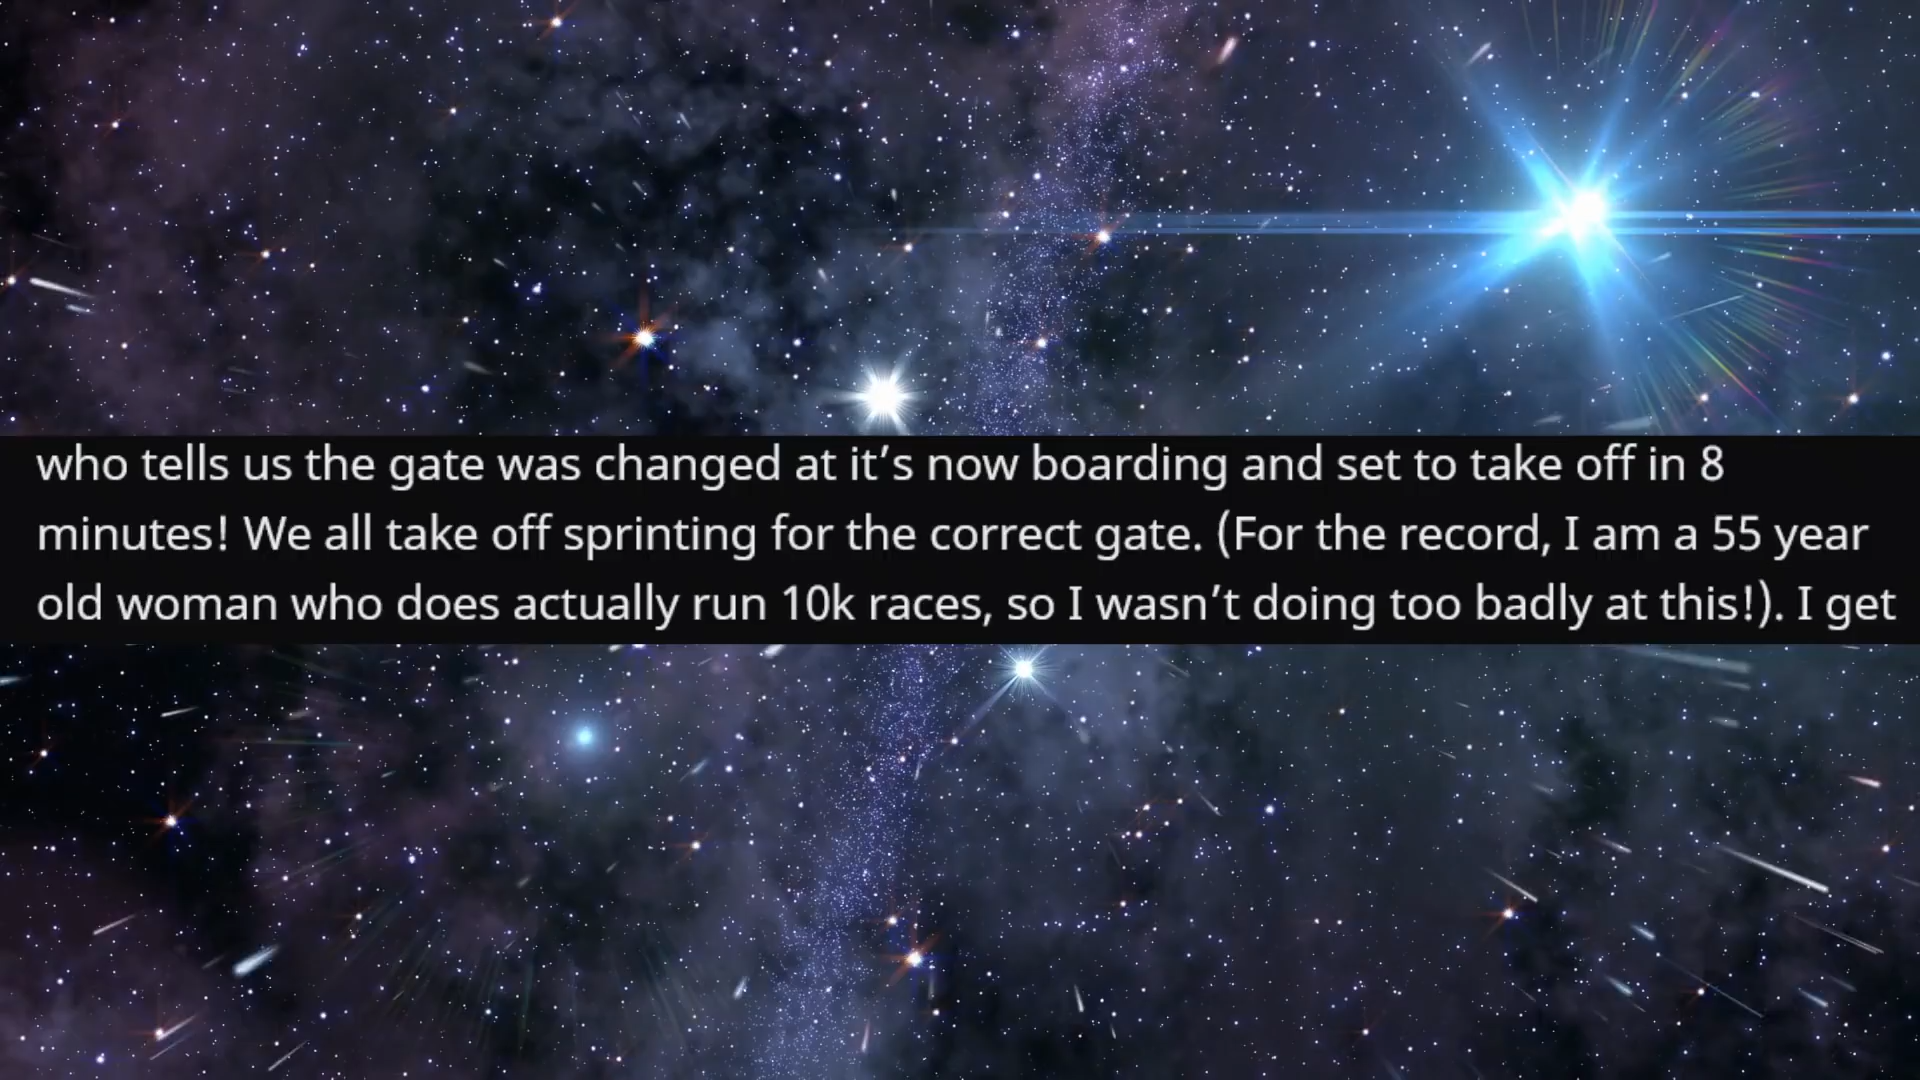 who tells us the gate was changed at it’s now boarding and set to take off in 8
minutes! We all take off sprinting for the correct gate. (For the record, I am a 55 year
old woman who does actually run 10k races, so I wasn’t doing too badly at this!). I get